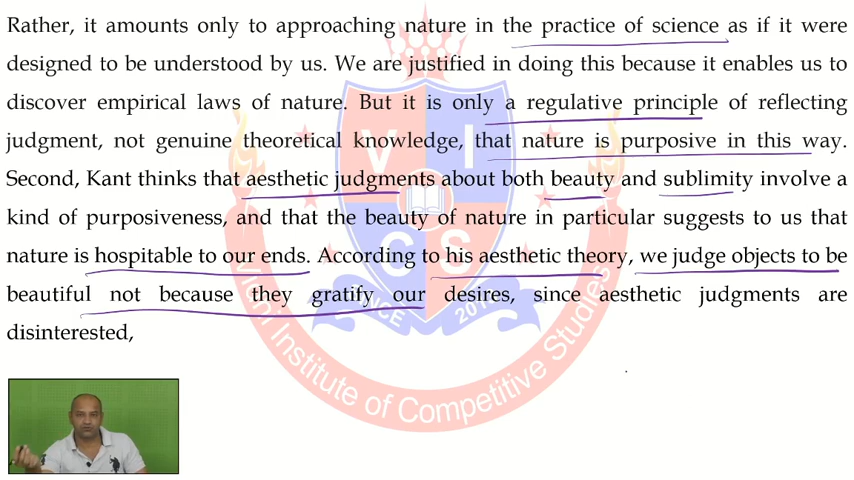 Rather, it amounts only to approaching nature in the practice of science as if it were
designed to be understood by us. We are justified in doing this because it enables us to
discover empirical laws of nature. But it is only a regulative principle of reflecting
judgment, not genuine theoretical knowledge, that nature is purposive in this way.
Second, Kant thinks that aesthetic judgments about both beauty and sublimity involve a
kind of purposiveness, and that the beauty of nature in particular suggests to us that
nature is hospitable to our ends. According to his aesthetic theory, we judge objects to be
beautiful not because they gratify our desires, since aesthetic judgments are
disinterested,
V I
C S
Institute of Competitive Studies